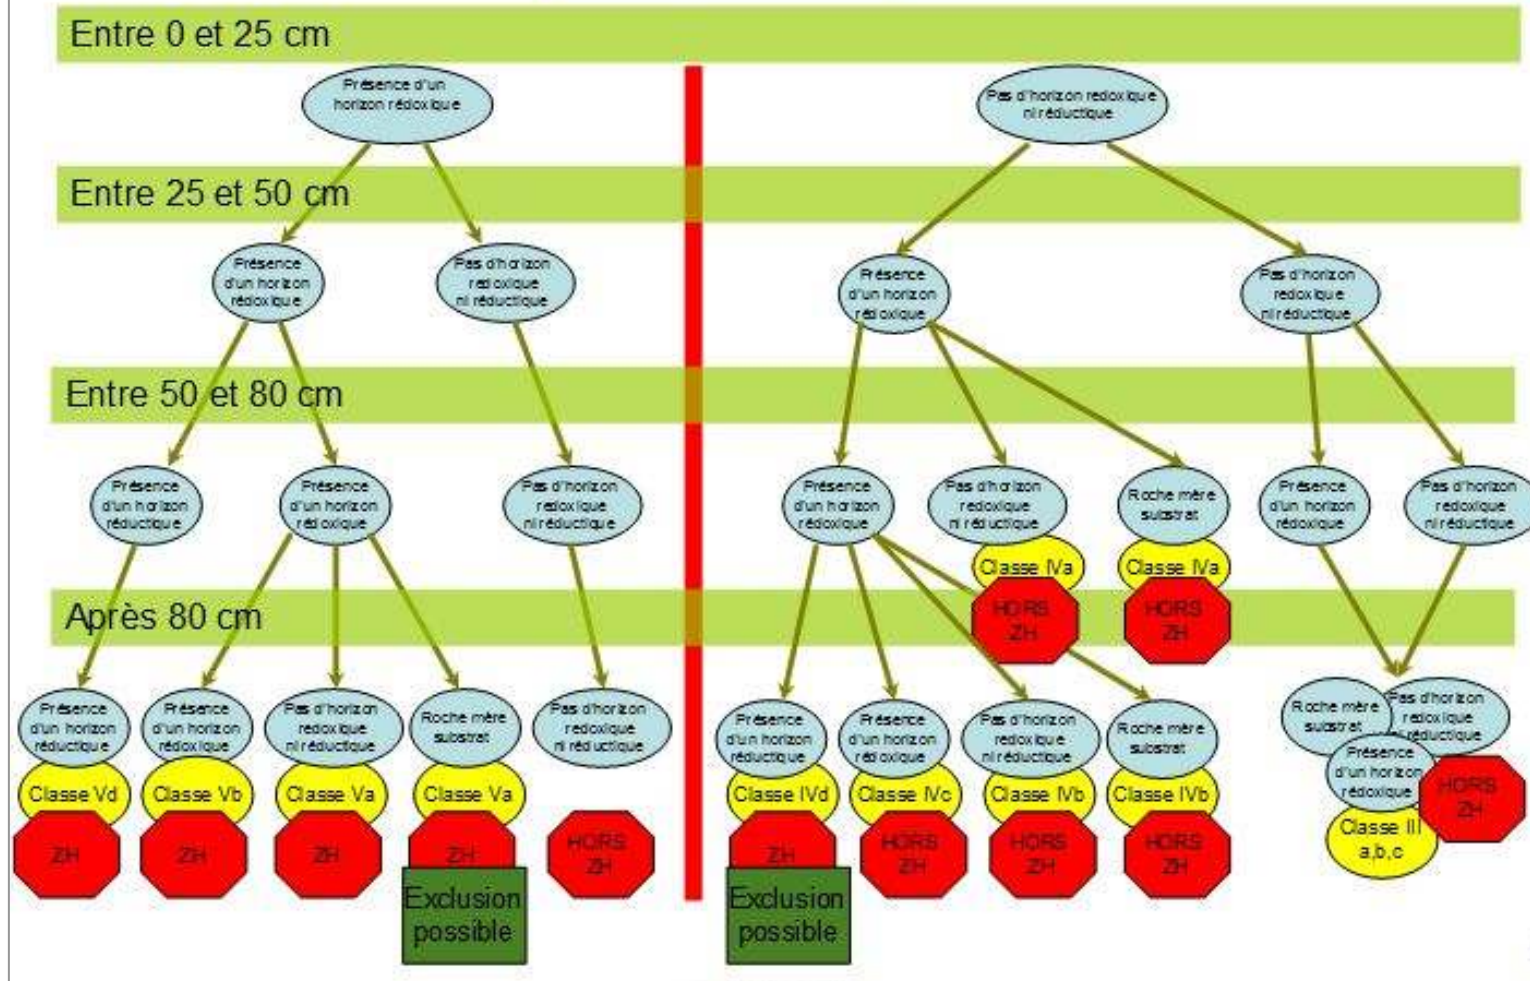 Entre 0 et 25 cm
Présence d'un
horizon rédoxique
Pas d'horizon redoxique
ni réductique
Entre 25 et 50 cm
Présence
d'un horizon
rédoxique
Pas d'horizon
redoxique
ni réductique
Présence
d'un horizon
rédoxique
Pas d'horizon
redoxique
ni réductique
Entre 50 et 80 cm
Présence
d'un horizon
réductique
Présence
d'un horizon
rédoxique
Pas d'horizon
redoxique
ni réductique
Présence
d'un horizon
rédoxique
Pas d'horizon
redoxique
ni réductique
Classe IVa
HORS
ZH
Roche mère
substrat
Classe IVa
HORS
ZH
Présence
d'un horizon
rédoxique
Pas d'horizon
redoxique
ni réductique
Après 80 cm
Présence
d'un horizon
réductique
Classe Vd
ZH
Présence
d'un horizon
rédoxique
Classe Vb
ZH
Pas d'horizon
redoxique
ni réductique
Classe Va
ZH
Roche mère
substrat
Classe Va
ZH
Exclusion
possible
Pas d'horizon
redoxique
ni réductique
HORS
ZH
Présence
d'un horizon
réductique
Classe IVd
ZH
Exclusion
possible
Présence
d'un horizon
rédoxique
Classe IVc
HORS
ZH
Pas d'horizon
redoxique
ni réductique
Classe IVb
HORS
ZH
Roche mère
substrat
Classe IVb
HORS
ZH
Roche mère
substrat
Pas d'horizon
redoxique
ni réductique
Présence
d'un horizon
rédoxique
HORS
ZH
Classe III
a,b,c